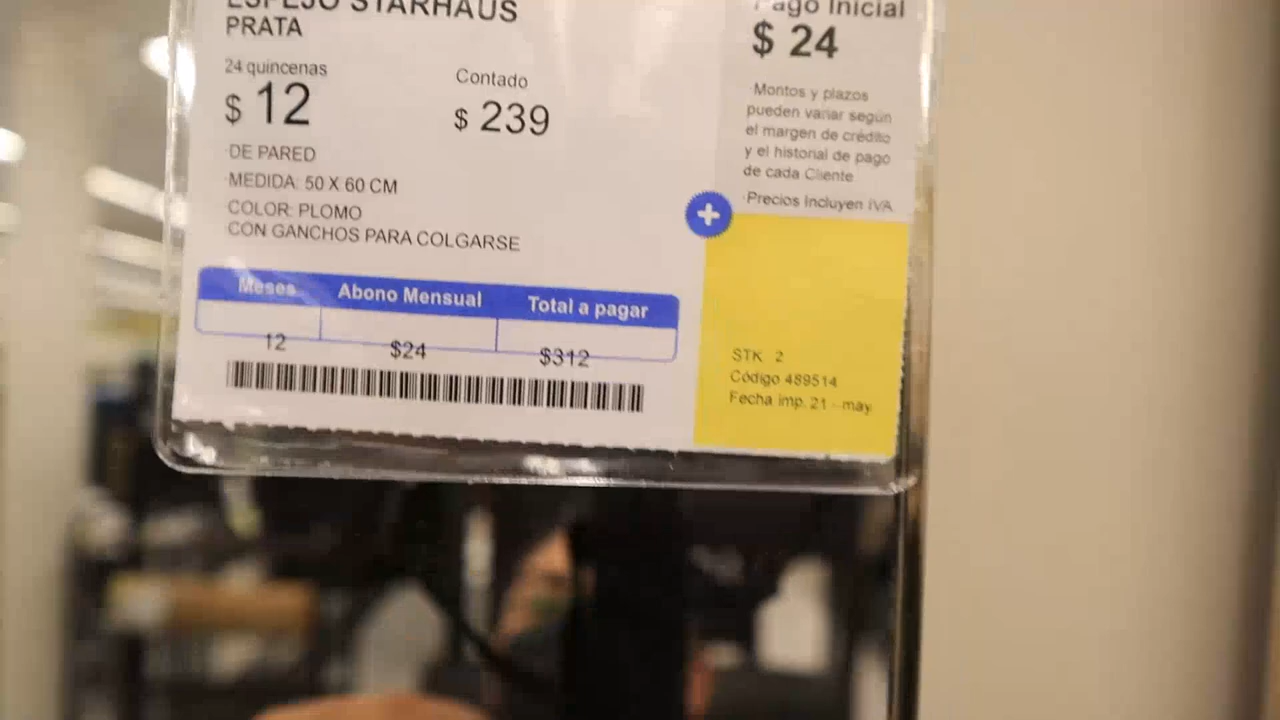 ESPEJO STARHAUS
PRATA
24 quincenas
$ 12
Contado
$ 239
·DE PARED
·MEDIDA: 50 X 60 CM
·COLOR: PLOMO
·CON GANCHOS PARA COLGARSE
Meses Abono Mensual Total a pagar
12 $24 $312
Pago Inicial
$ 24
·Montos y plazos
pueden variar según
el margen de crédito
y el historial de pago
de cada Cliente
·Precios Incluyen IVA
+
STK 2
Código 489514
Fecha imp. 21 - may